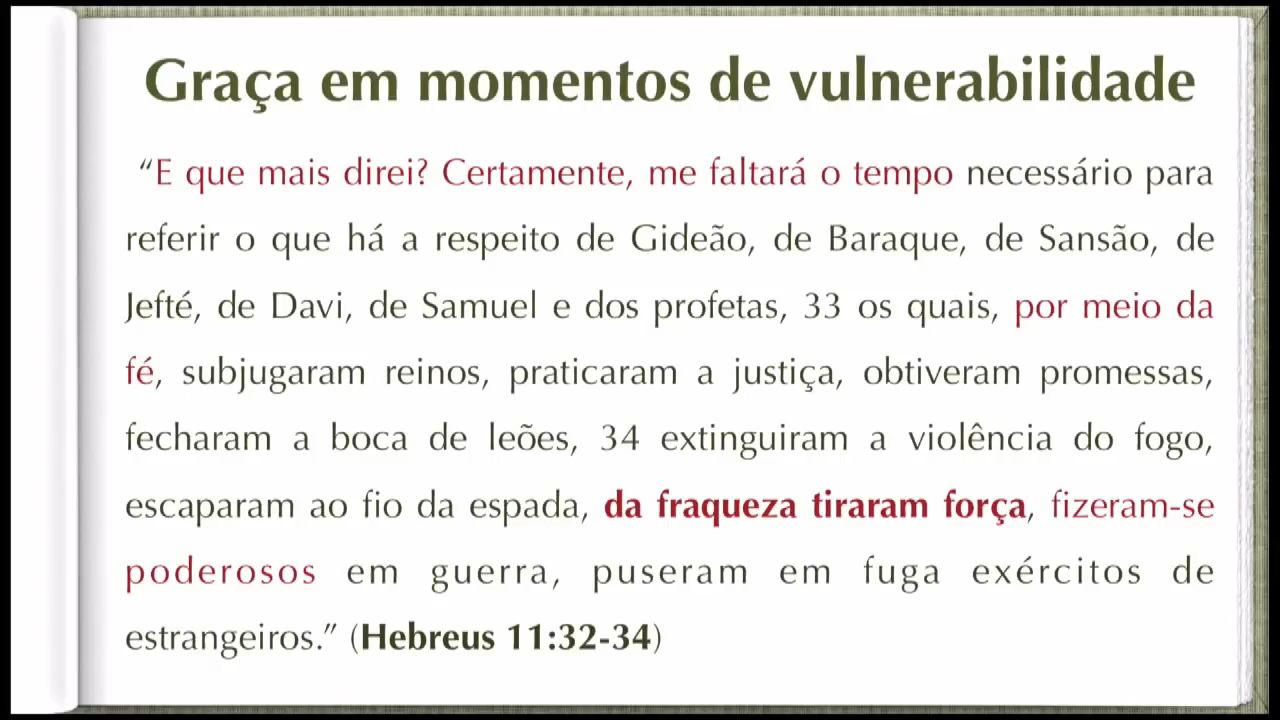 Graça em momentos de vulnerabilidade
“E que mais direi? Certamente, me faltará o tempo necessário para
referir o que há a respeito de Gideão, de Baraque, de Sansão, de
Jefté, de Davi, de Samuel e dos profetas, 33 os quais, por meio da
fé, subjugaram reinos, praticaram a justiça, obtiveram promessas,
fecharam a boca de leões, 34 extinguiram a violência do fogo,
escaparam ao fio da espada, da fraqueza tiraram força, fizeram-se
poderosos em guerra, puseram em fuga exércitos de
estrangeiros.” (Hebreus 11:32-34)